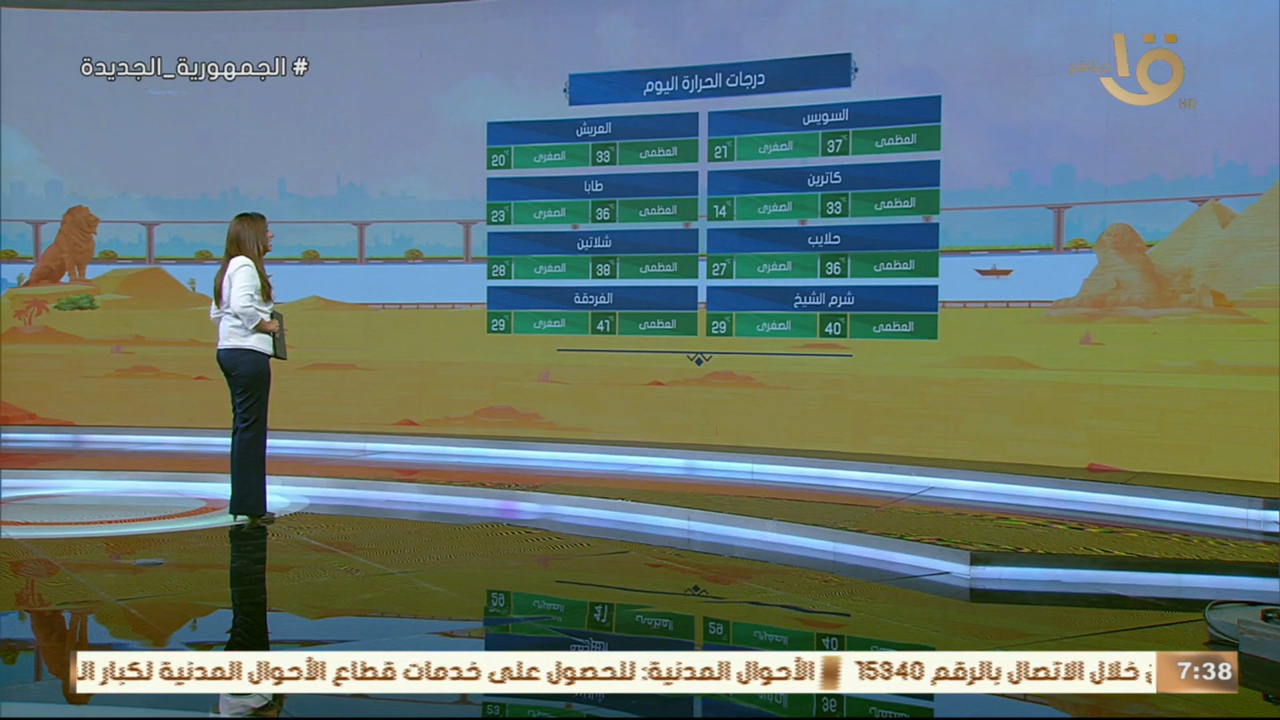 # الجمهورية_الجديدة
مباشر
HD
درجات الحرارة اليوم
السويس
العظمى 37° الصغرى 21°
العريش
العظمى 33° الصغرى 20°
كاترين
العظمى 33° الصغرى 14°
طابا
العظمى 36° الصغرى 23°
حلايب
العظمى 36° الصغرى 27°
شلاتين
العظمى 38° الصغرى 28°
شرم الشيخ
العظمى 40° الصغرى 29°
الغردقة
العظمى 41° الصغرى 29°
7:38
خلال الاتصال بالرقم 15340 الأحوال المدنية: للحصول على خدمات قطاع الأحوال المدنية لكبار